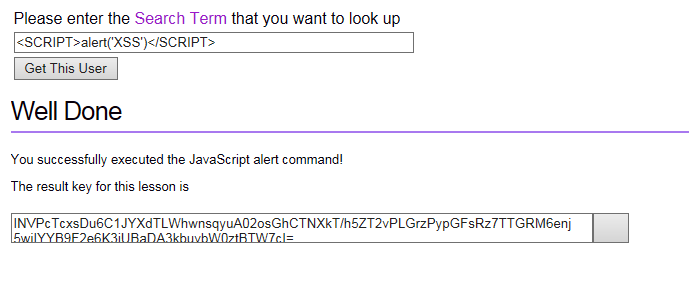 Please enter the Search Term that you want to look up
<SCRIPT>alert('XSS')</SCRIPT>
Get This User
Well Done
You successfully executed the JavaScript alert command!
The result key for this lesson is
INVPcTcxsDu6C1JYXdTLWhwnsqyuA02osGhCTNXkT/h5ZT2vPLGrzPypGFsRz7TTGRM6enj